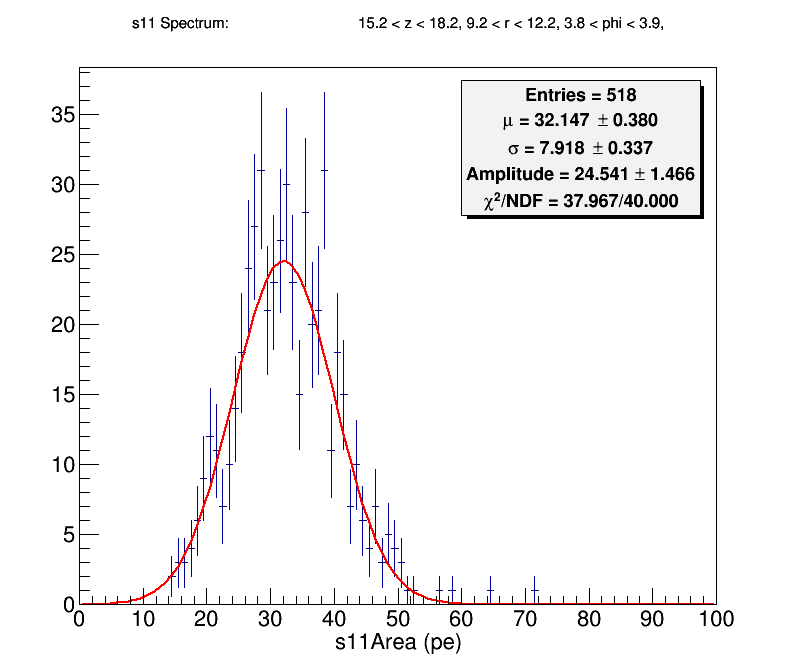 s11 Spectrum: 15.2 < z < 18.2, 9.2 < r < 12.2, 3.8 < phi < 3.9,
Entries = 518
μ = 32.147 ± 0.380
σ = 7.918 ± 0.337
Amplitude = 24.541 ± 1.466
χ²/NDF = 37.967/40.000
35
30
25
20
15
10
5
0
0 10 20 30 40 50 60 70 80 90 100
s11Area (pe)